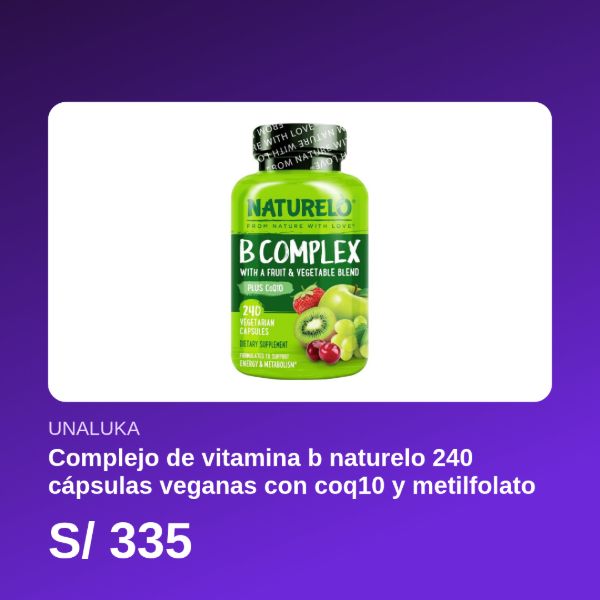 FROM NATURE WITH LOVE
NATURELO®
FROM NATURE WITH LOVE®
B COMPLEX
WITH A FRUIT & VEGETABLE BLEND
PLUS CoQ10
240
VEGETARIAN
CAPSULES
DIETARY SUPPLEMENT
FORMULATED TO SUPPORT
ENERGY & METABOLISM*
UNALUKA
Complejo de vitamina b naturelo 240
cápsulas veganas con coq10 y metilfolato
S/ 335